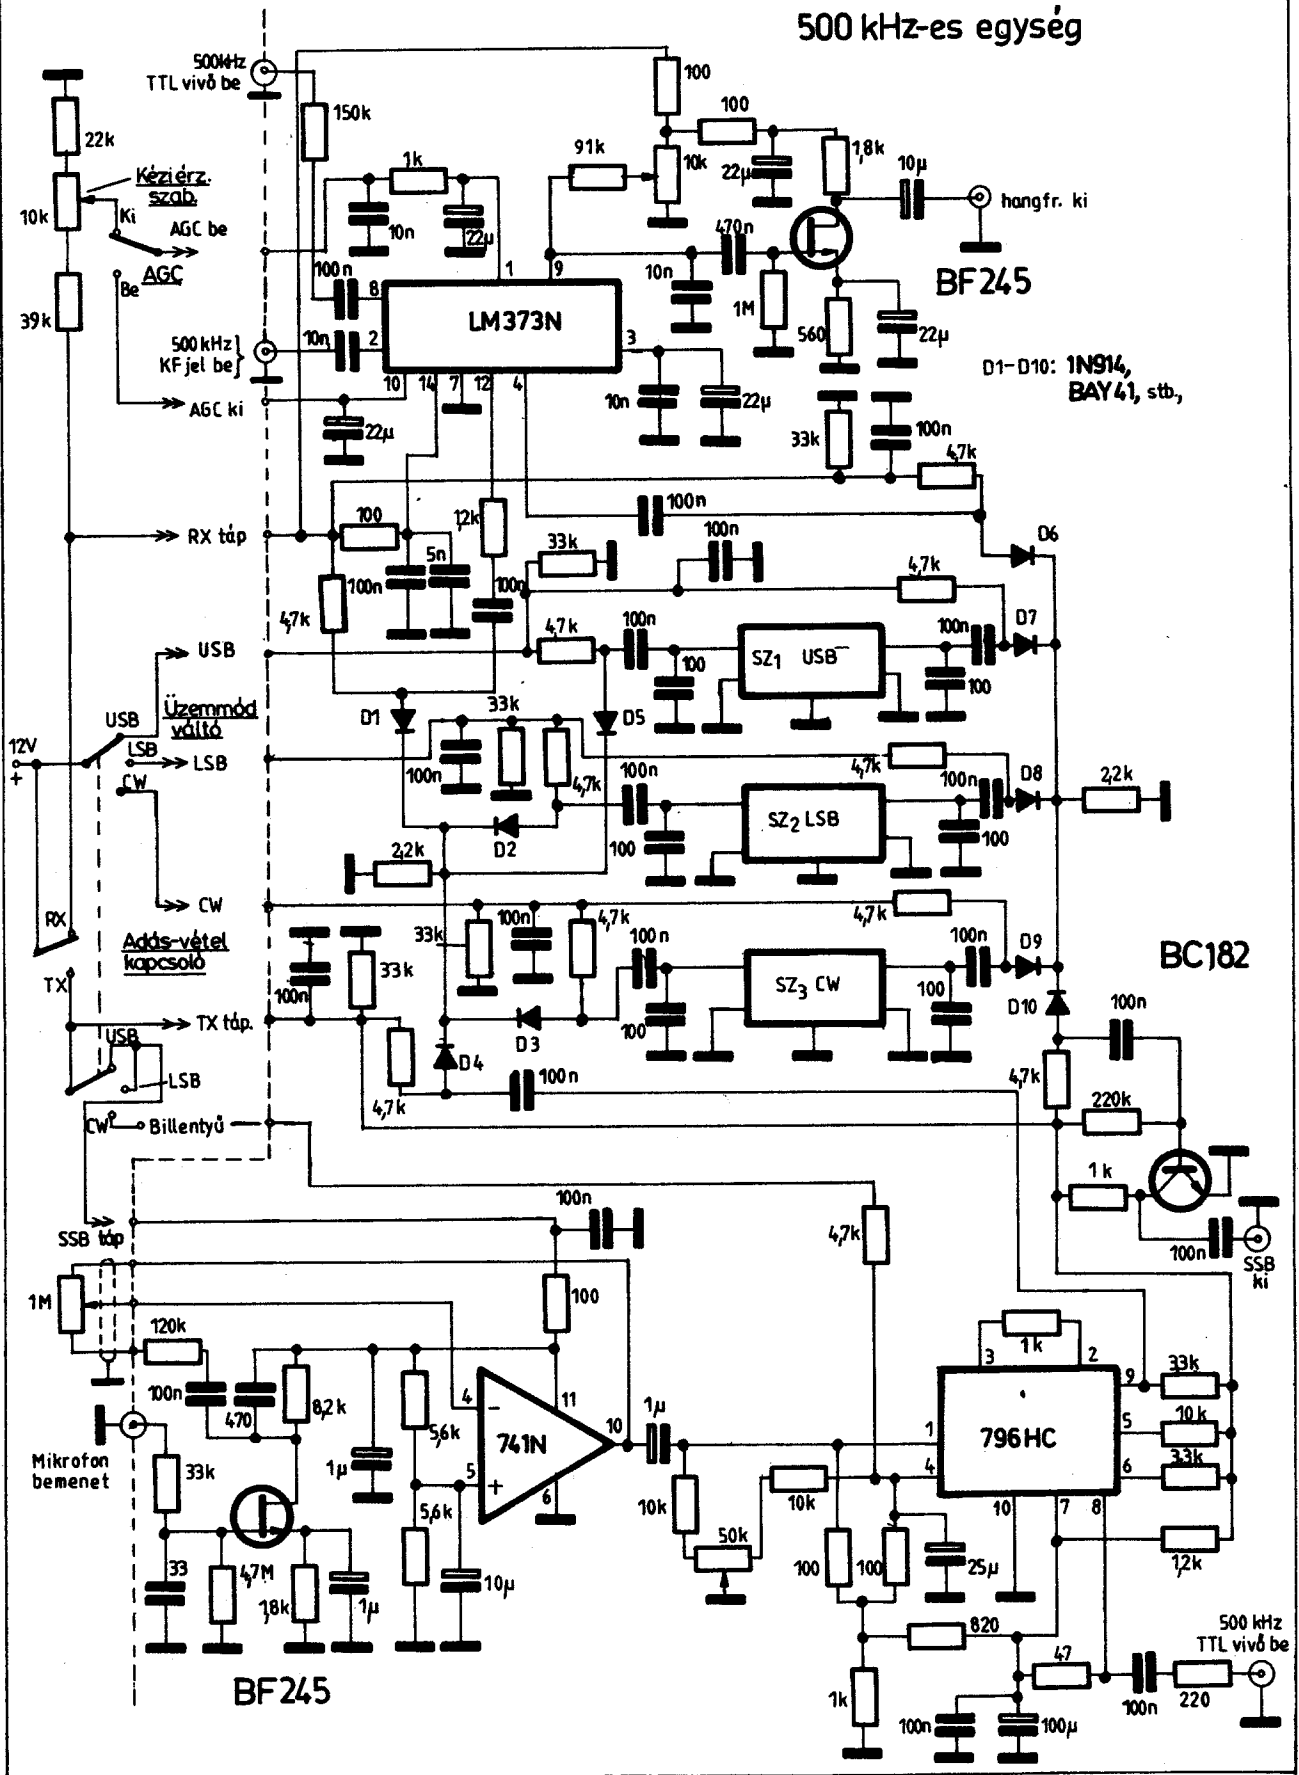 500 kHz-es egység
500kHz
TTL vivő be
150k
100
100
22k
1k
91k
10k
22µ
1,8k
10µ
Kézi érz.
szab.
10k
Ki
AGC be
10n
22µ
470n
hangfr. ki
AGC
Be
100n
8
1
9
10n
1M
BF245
39k
LM373N
560
22µ
500 kHz
KF jel be
10n
2
3
10
14
7
12
4
D1-D10: 1N914,
BAY41, stb.,
AGC ki
22µ
10n
22µ
33k
100n
4,7k
RX táp
100
1,2k
100n
D6
100n
5n
33k
100n
4,7k
4,7k
100n
USB
4,7k
100n
100
SZ1 USB
100n
D7
100
Üzemmód
váltó
USB
12V
+
LSB
LSB
CW
D1
33k
D5
100n
4,7k
100n
4,7k
100n
D8
2,2k
D2
100
SZ2 LSB
100
2,2k
CW
RX
Adás-vétel
kapcsoló
33k
100n
4,7k
4,7k
100n
33k
100n
100
SZ3 CW
100n
D9
100
BC182
TX
100n
TX táp.
D3
D10
100n
USB
LSB
D4
100n
4,7k
4,7k
220k
CW
Billentyű
1k
100n
SSB táp
4,7k
100n
SSB
ki
1M
100
120k
1k
3
2
100n
470
8,2k
4
11
9
33k
Mikrofon
bemenet
33k
1µ
5,6k
741N
10
1µ
1
796HC
5
10k
5
4
6
3,3k
+
−
6
10k
10k
10
7
8
5,6k
50k
33
4,7M
1,8k
1µ
10µ
100
100
25µ
1,2k
820
500 kHz
TTL vivő be
BF245
1k
47
100n
220
100n
100µ